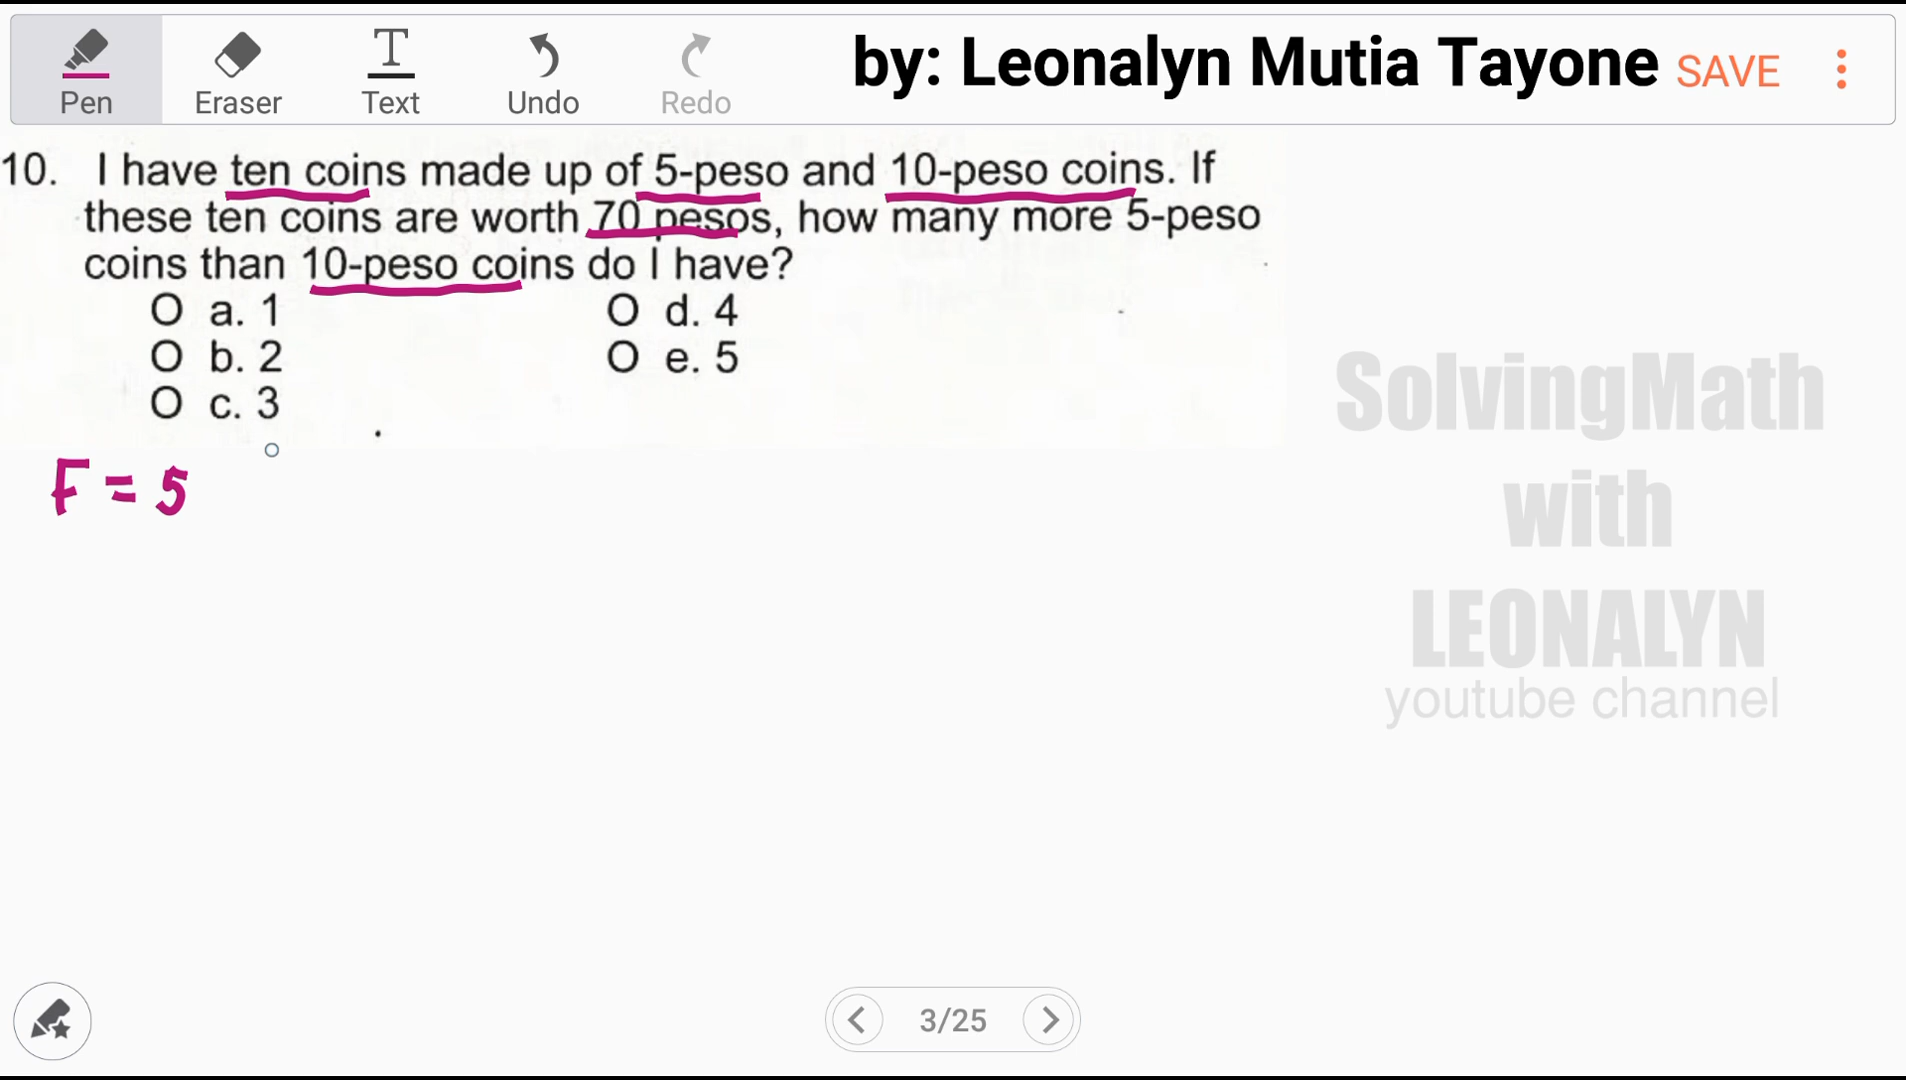 Pen Eraser Text Undo Redo by: Leonalyn Mutia Tayone SAVE
10. I have ten coins made up of 5-peso and 10-peso coins. If
these ten coins are worth 70 pesos, how many more 5-peso
coins than 10-peso coins do I have?
O a. 1 O d. 4
O b. 2 O e. 5
O c. 3
F = 5
SolvingMath
with
LEONALYN
youtube channel
3/25